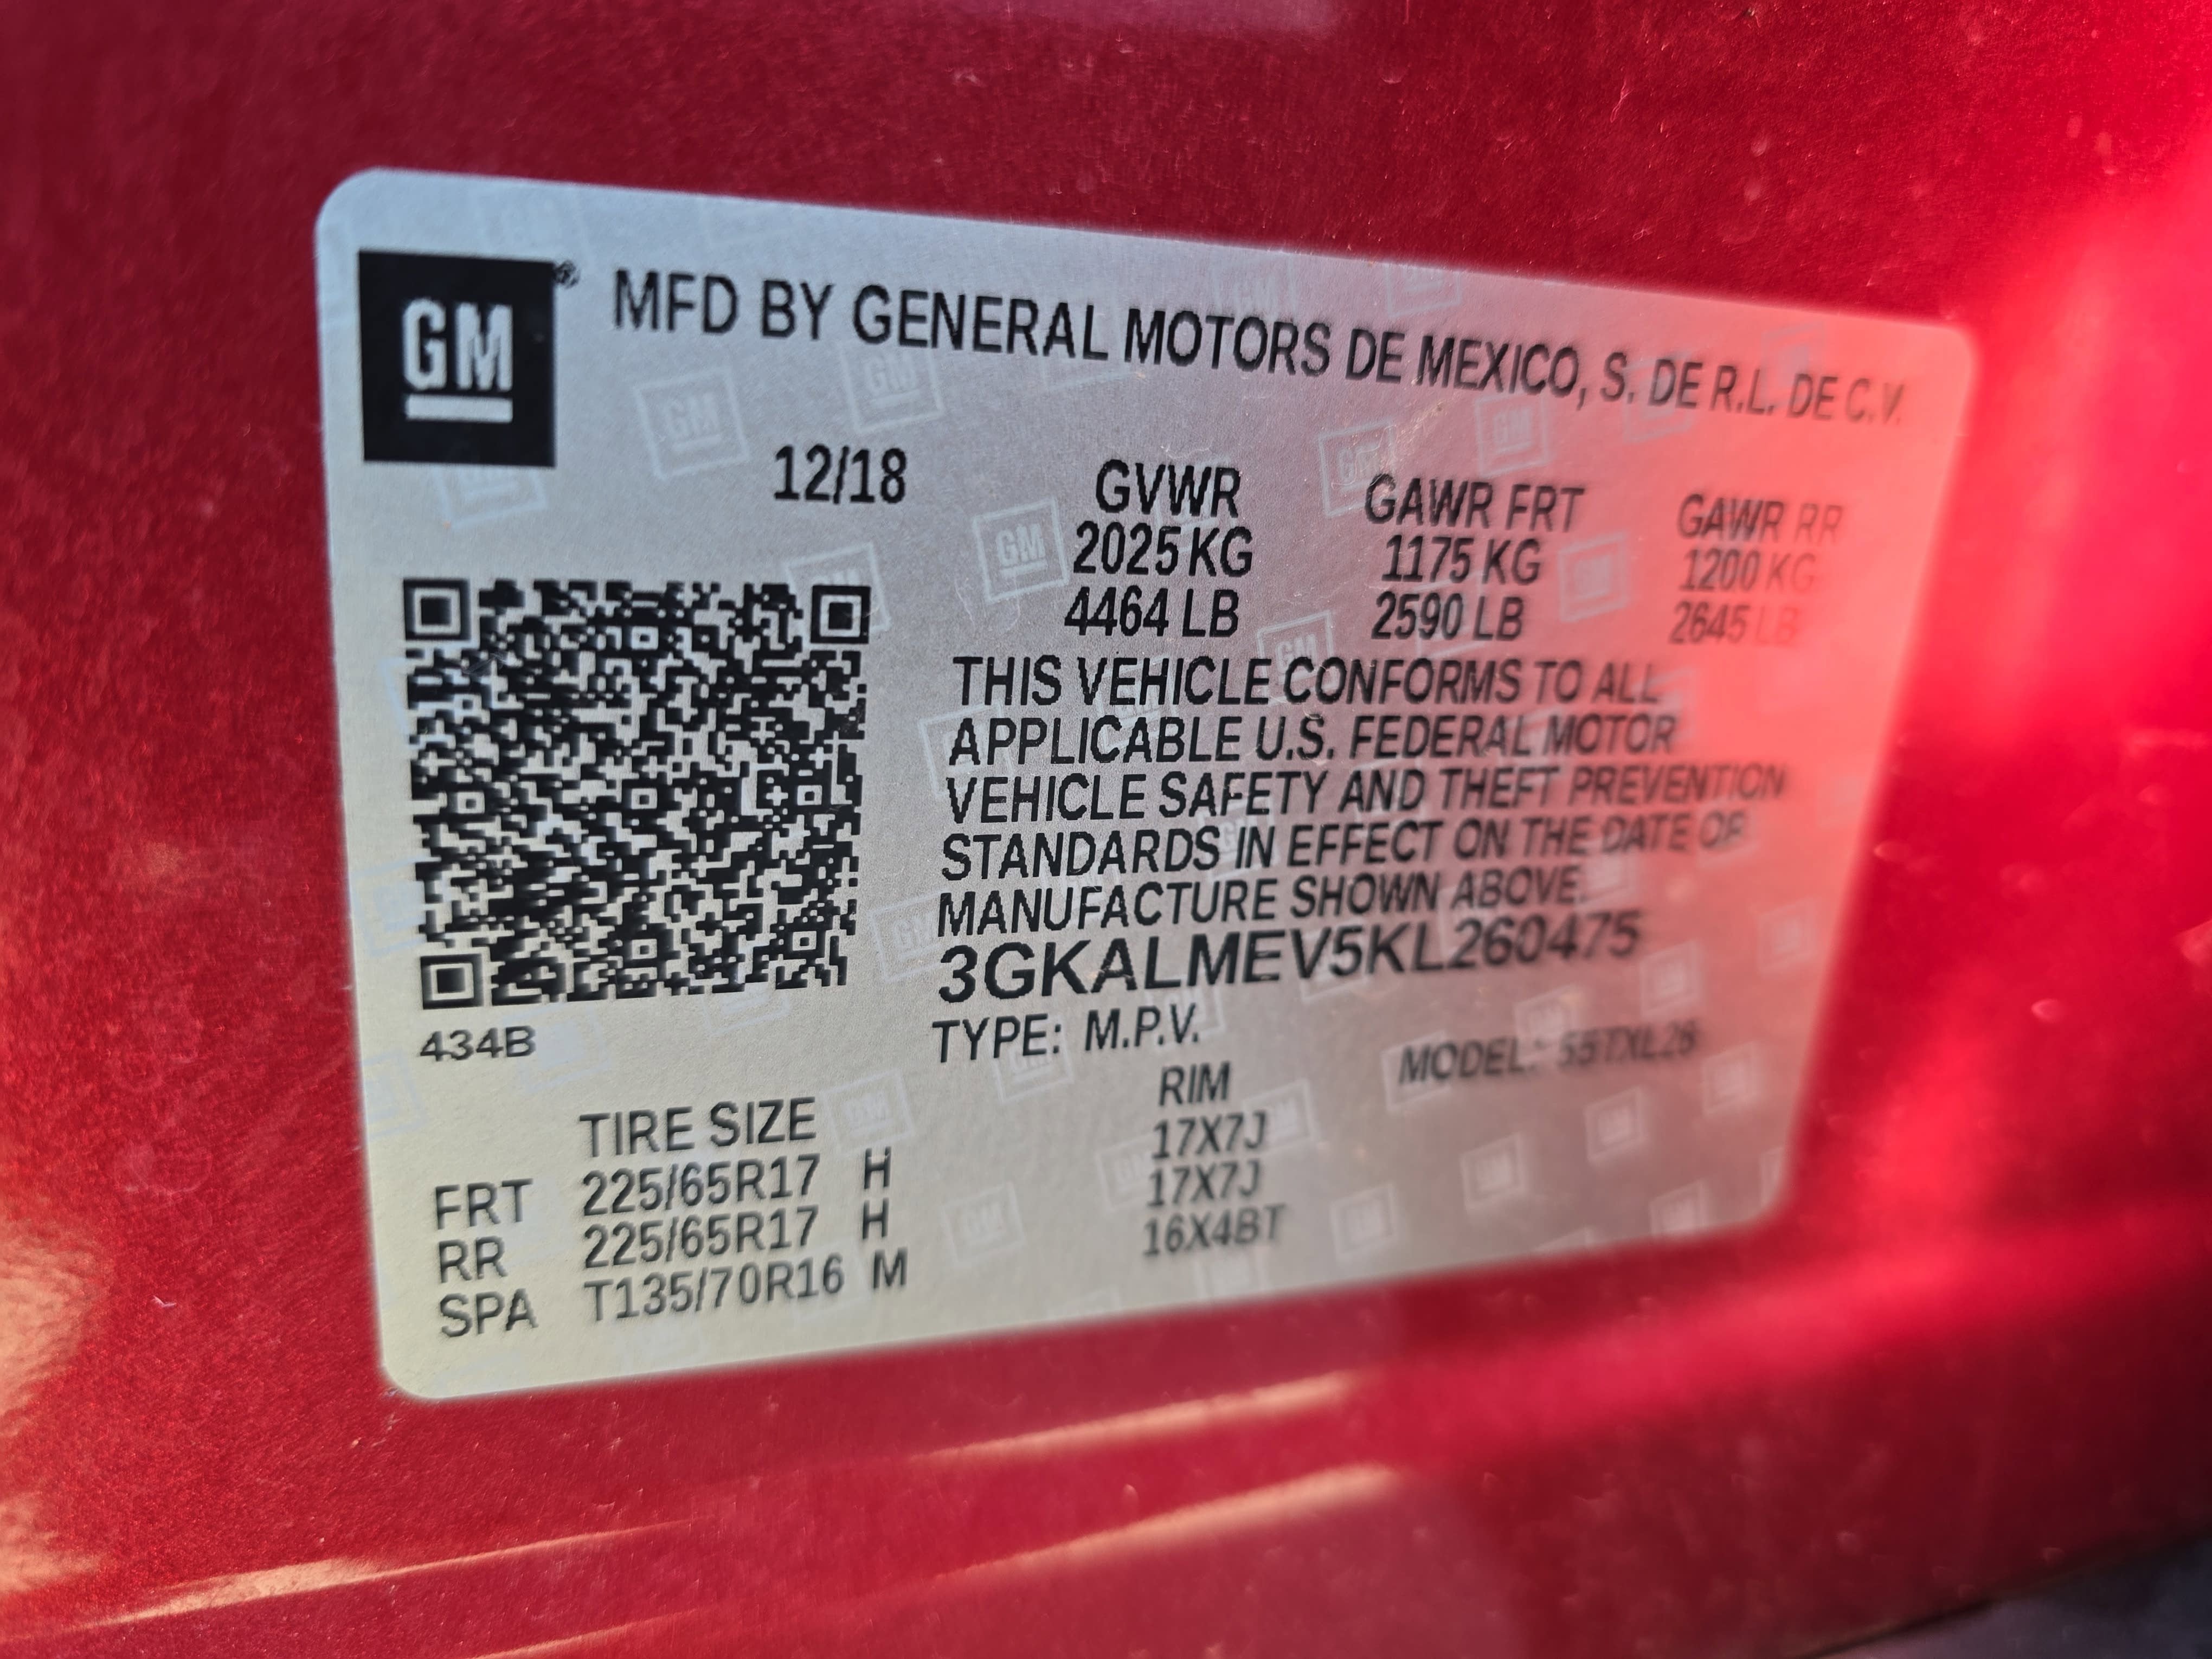 GM ® MFD BY GENERAL MOTORS DE MEXICO, S. DE R.L. DE C.V.
12/18
GVWR GAWR FRT GAWR RR
2025 KG 1175 KG 1200 KG
4464 LB 2590 LB 2645 LB
THIS VEHICLE CONFORMS TO ALL
APPLICABLE U.S. FEDERAL MOTOR
VEHICLE SAFETY AND THEFT PREVENTION
STANDARDS IN EFFECT ON THE DATE OF
MANUFACTURE SHOWN ABOVE.
3GKALMEV5KL260475
434B
TYPE: M.P.V. MODEL:
TIRE SIZE RIM
FRT 225/65R17 H 17X7J
RR 225/65R17 H 17X7J
SPA T135/70R16 M 16X4BT